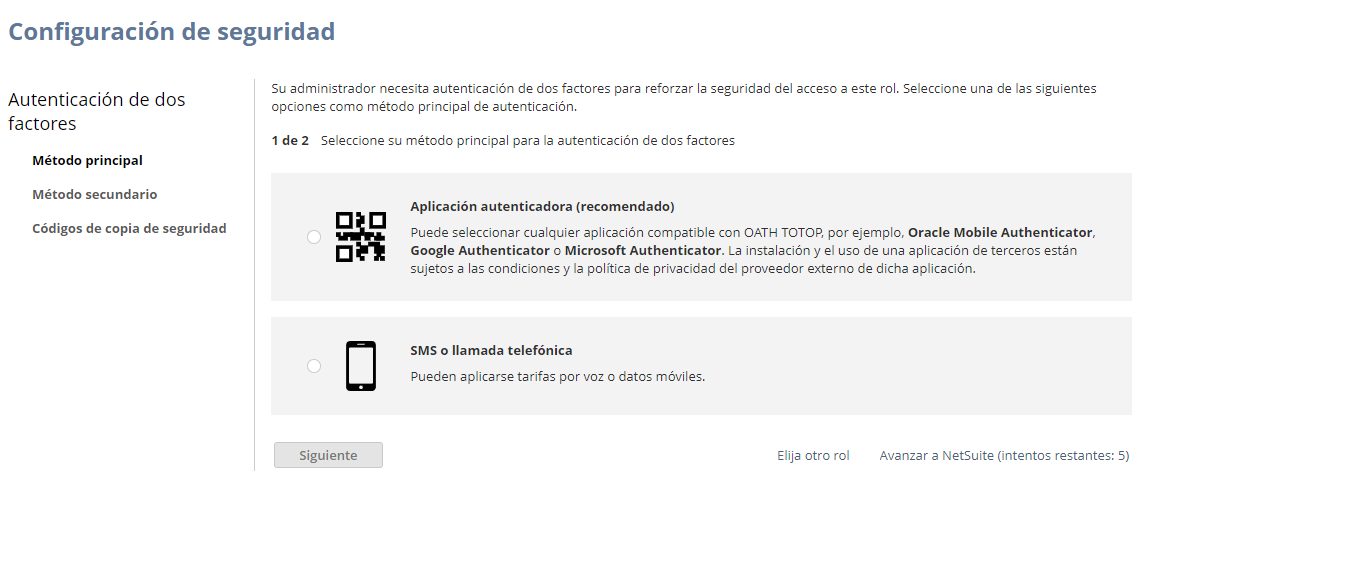 Configuración de seguridad
Autenticación de dos
factores
Método principal
Método secundario
Códigos de copia de seguridad
Su administrador necesita autenticación de dos factores para reforzar la seguridad del acceso a este rol. Seleccione una de las siguientes
opciones como método principal de autenticación.
1 de 2 Seleccione su método principal para la autenticación de dos factores
Aplicación autenticadora (recomendado)
Puede seleccionar cualquier aplicación compatible con OATH TOTOP, por ejemplo, Oracle Mobile Authenticator,
Google Authenticator o Microsoft Authenticator. La instalación y el uso de una aplicación de terceros están
sujetos a las condiciones y la política de privacidad del proveedor externo de dicha aplicación.
SMS o llamada telefónica
Pueden aplicarse tarifas por voz o datos móviles.
Siguiente
Elija otro rol
Avanzar a NetSuite (intentos restantes: 5)